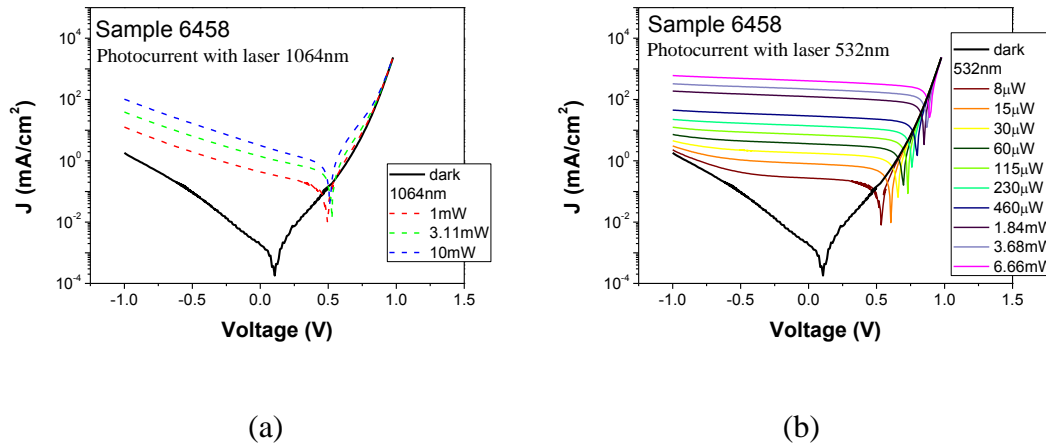 Sample 6458
Photocurrent with laser 1064nm
10^4
10^2
10^0
10^-2
10^-4
J (mA/cm^2)
-1.0 -0.5 0.0 0.5 1.0 1.5
Voltage (V)
dark
1064nm
1mW
3.11mW
10mW
(a)
Sample 6458
Photocurrent with laser 532nm
10^4
10^2
10^0
10^-2
10^-4
J (mA/cm^2)
-1.0 -0.5 0.0 0.5 1.0 1.5
Voltage (V)
dark
532nm
8μW
15μW
30μW
60μW
115μW
230μW
460μW
1.84mW
3.68mW
6.66mW
(b)